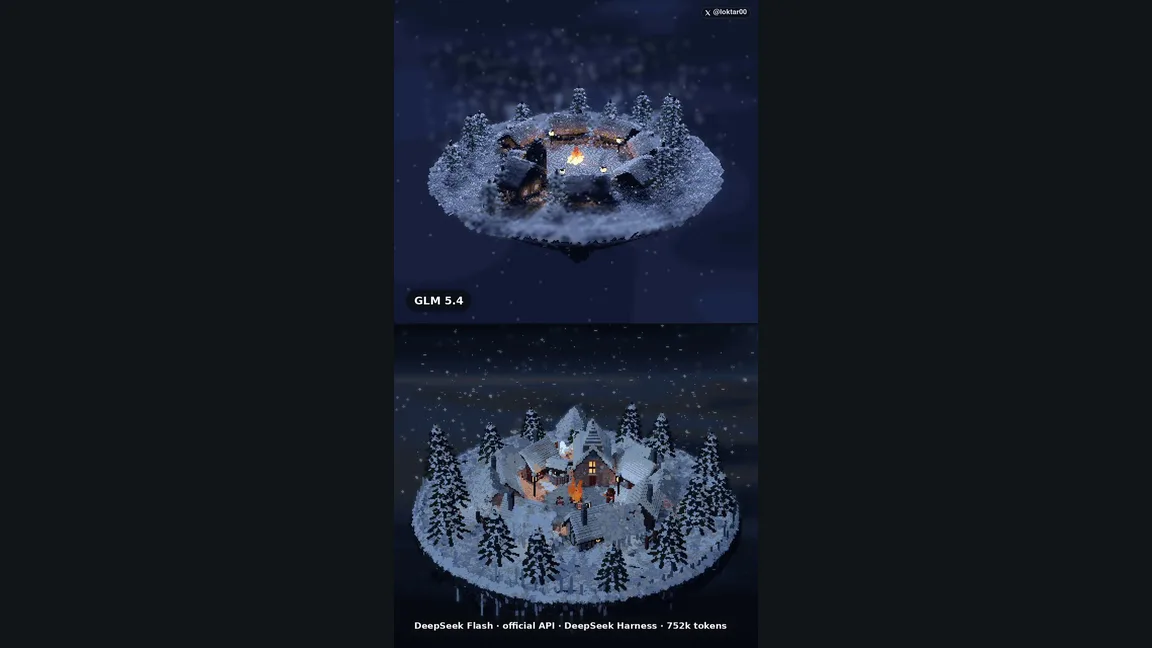 @loktar00
GLM 5.4
DeepSeek Flash · official API · DeepSeek Harness · 752k tokens